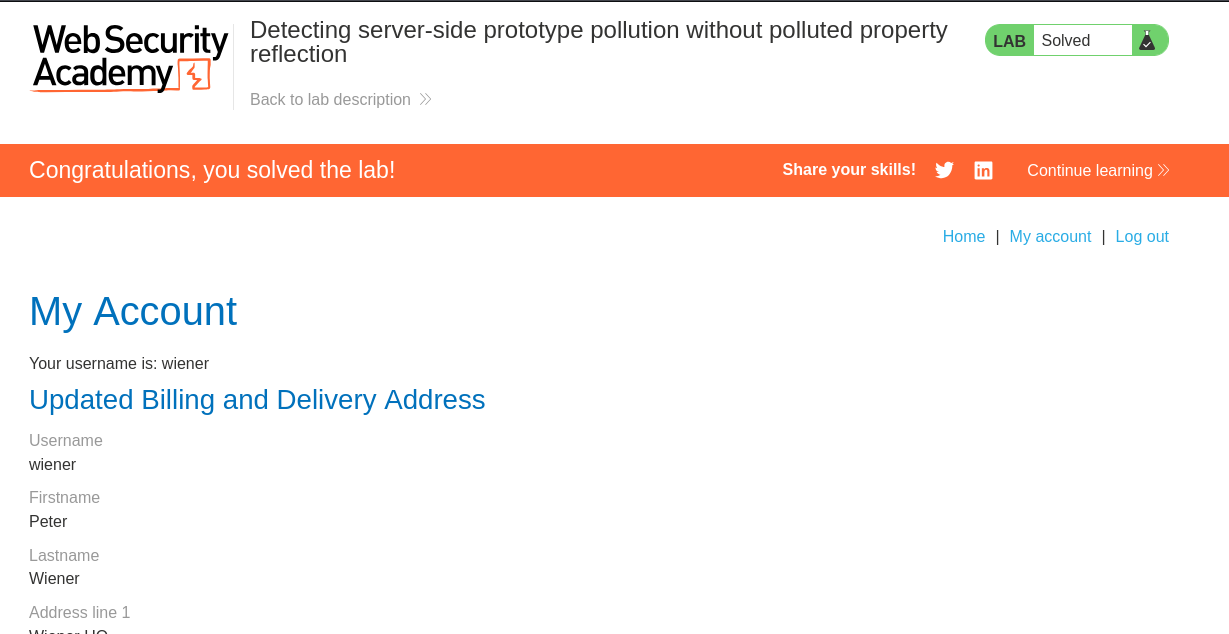 Web Security
Academy
Detecting server-side prototype pollution without polluted property
reflection
Back to lab description
LAB Solved
Congratulations, you solved the lab!
Share your skills!
Continue learning
Home | My account | Log out
My Account
Your username is: wiener
Updated Billing and Delivery Address
Username
wiener
Firstname
Peter
Lastname
Wiener
Address line 1
Wiener HQ